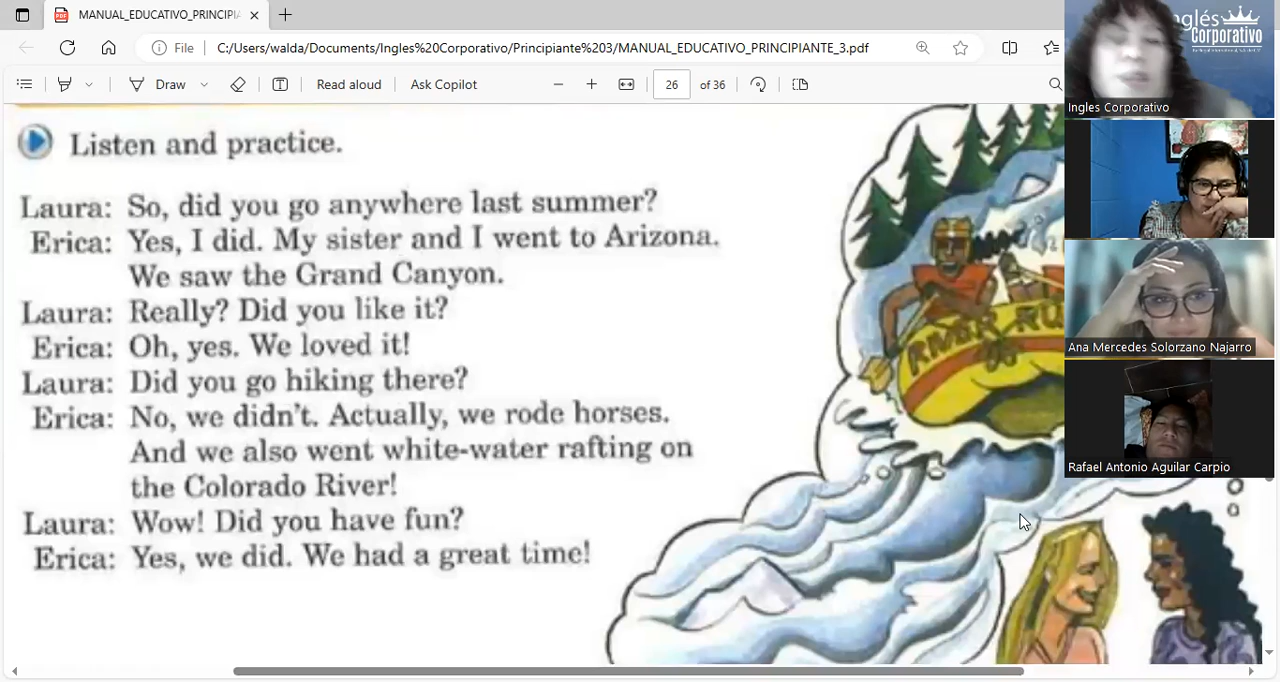 MANUAL_EDUCATIVO_PRINCIPIA
File
C:/Users/walda/Documents/Ingles%20Corporativo/Principante%203/MANUAL_EDUCATIVO_PRINCIPIANTE_3.pdf
Draw
Read aloud
Ask Copilot
26 of 36
Listen and practice.
Laura: So, did you go anywhere last summer?
Erica: Yes, I did. My sister and I went to Arizona.
We saw the Grand Canyon.
Laura: Really? Did you like it?
Erica: Oh, yes. We loved it!
Laura: Did you go hiking there?
Erica: No, we didn't. Actually, we rode horses.
And we also went white-water rafting on
the Colorado River!
Laura: Wow! Did you have fun?
Erica: Yes, we did. We had a great time!
RIVER RU
Inglés
Corporativo
Ingles Corporativo
Ana Mercedes Solorzano Najarro
Rafael Antonio Aguilar Carpio